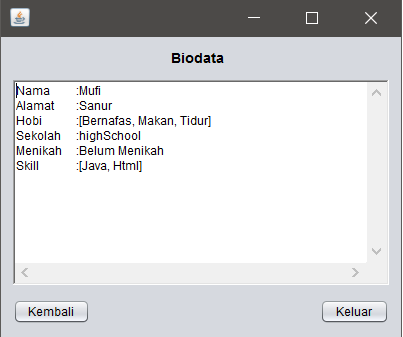 Biodata
Nama :Mufi
Alamat :Sanur
Hobi :[Bernafas, Makan, Tidur]
Sekolah :highSchool
Menikah :Belum Menikah
Skill :[Java, Html]
Kembali Keluar